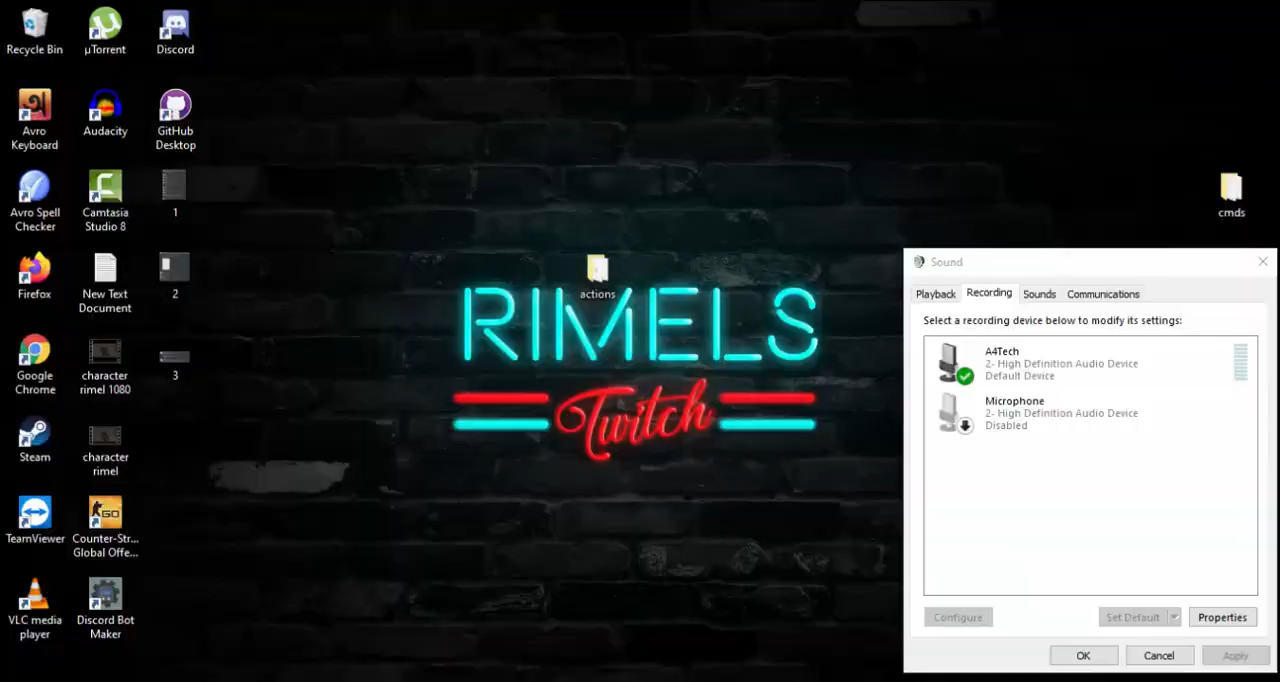 Recycle Bin
µTorrent
Discord
Avro
Keyboard
Audacity
GitHub
Desktop
Avro Spell
Checker
Camtasia
Studio 8
1
Firefox
New Text
Document
2
Google
Chrome
character
rimel 1080
3
Steam
character
rimel
TeamViewer
Counter-Str...
Global Offe...
VLC media
player
Discord Bot
Maker
actions
RIMELS
Twitch
cmds
Sound
Playback
Recording
Sounds
Communications
Select a recording device below to modify its settings:
A4Tech
2- High Definition Audio Device
Default Device
Microphone
2- High Definition Audio Device
Disabled
Configure
Set Default
Properties
OK
Cancel
Apply